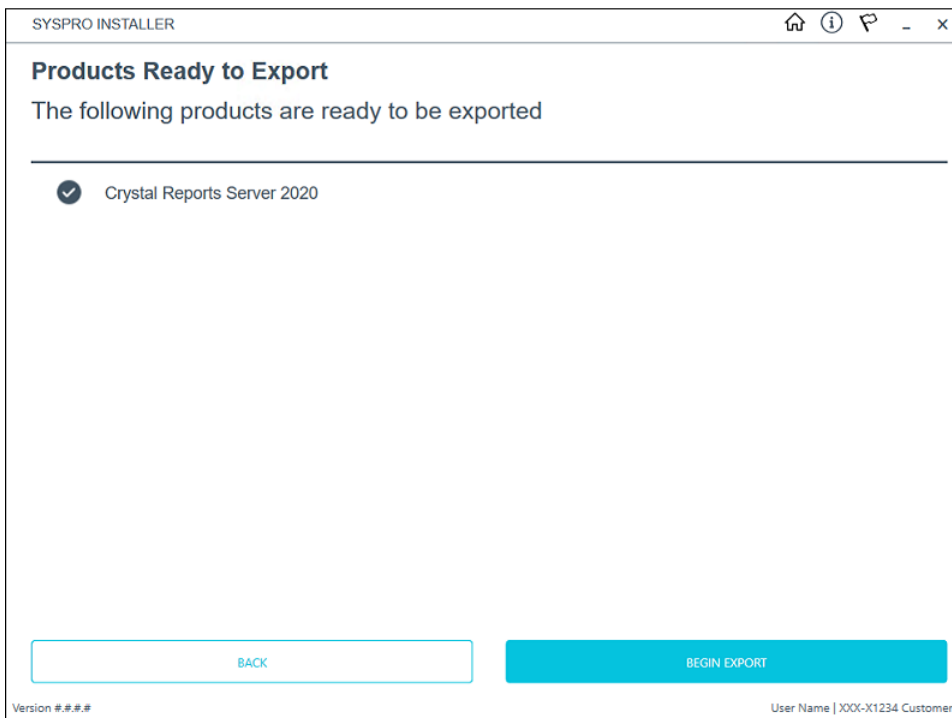 SYSPRO INSTALLER
Products Ready to Export
The following products are ready to be exported
Crystal Reports Server 2020
BACK
BEGIN EXPORT
Version #.#.#.#
User Name | XXX-X1234 Customer